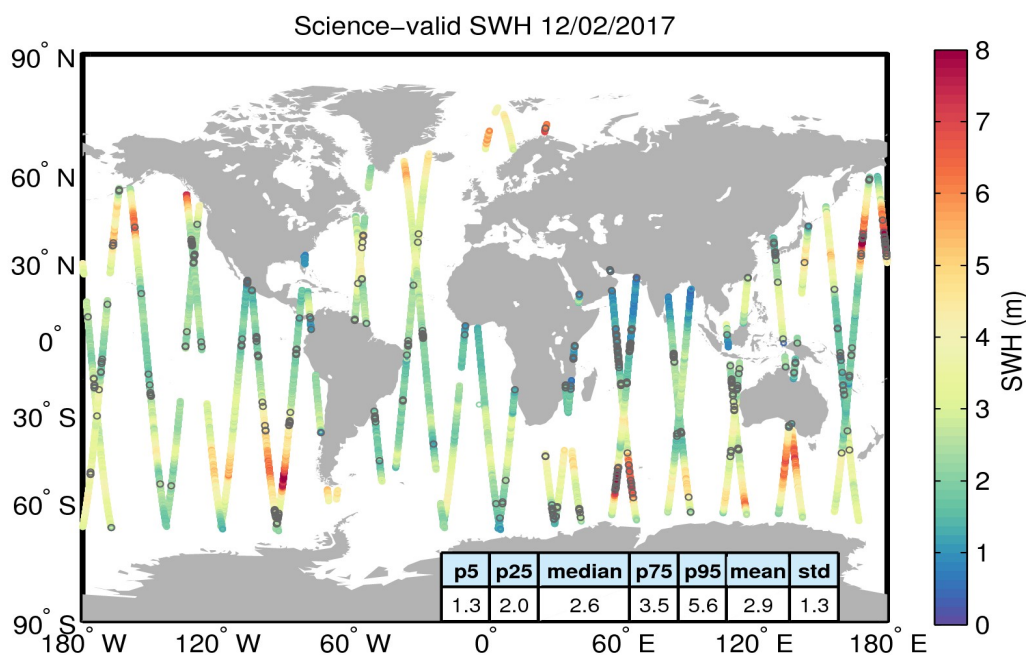 Science−valid SWH 12/02/2017
90° N
60° N
30° N
0°
30° S
60° S
90° S
180° W
120° W
60° W
0°
60° E
120° E
180° E
p5 p25 median p75 p95 mean std
1.3 2.0 2.6 3.5 5.6 2.9 1.3
8
7
6
5
4
3
2
1
0
SWH (m)